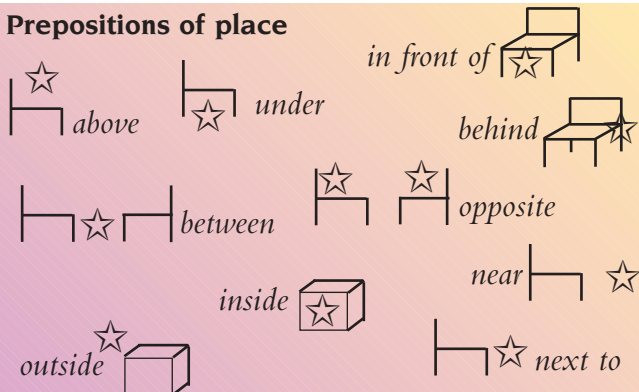 Prepositions of place
in front of
above
under
behind
between
opposite
near
inside
outside
next to